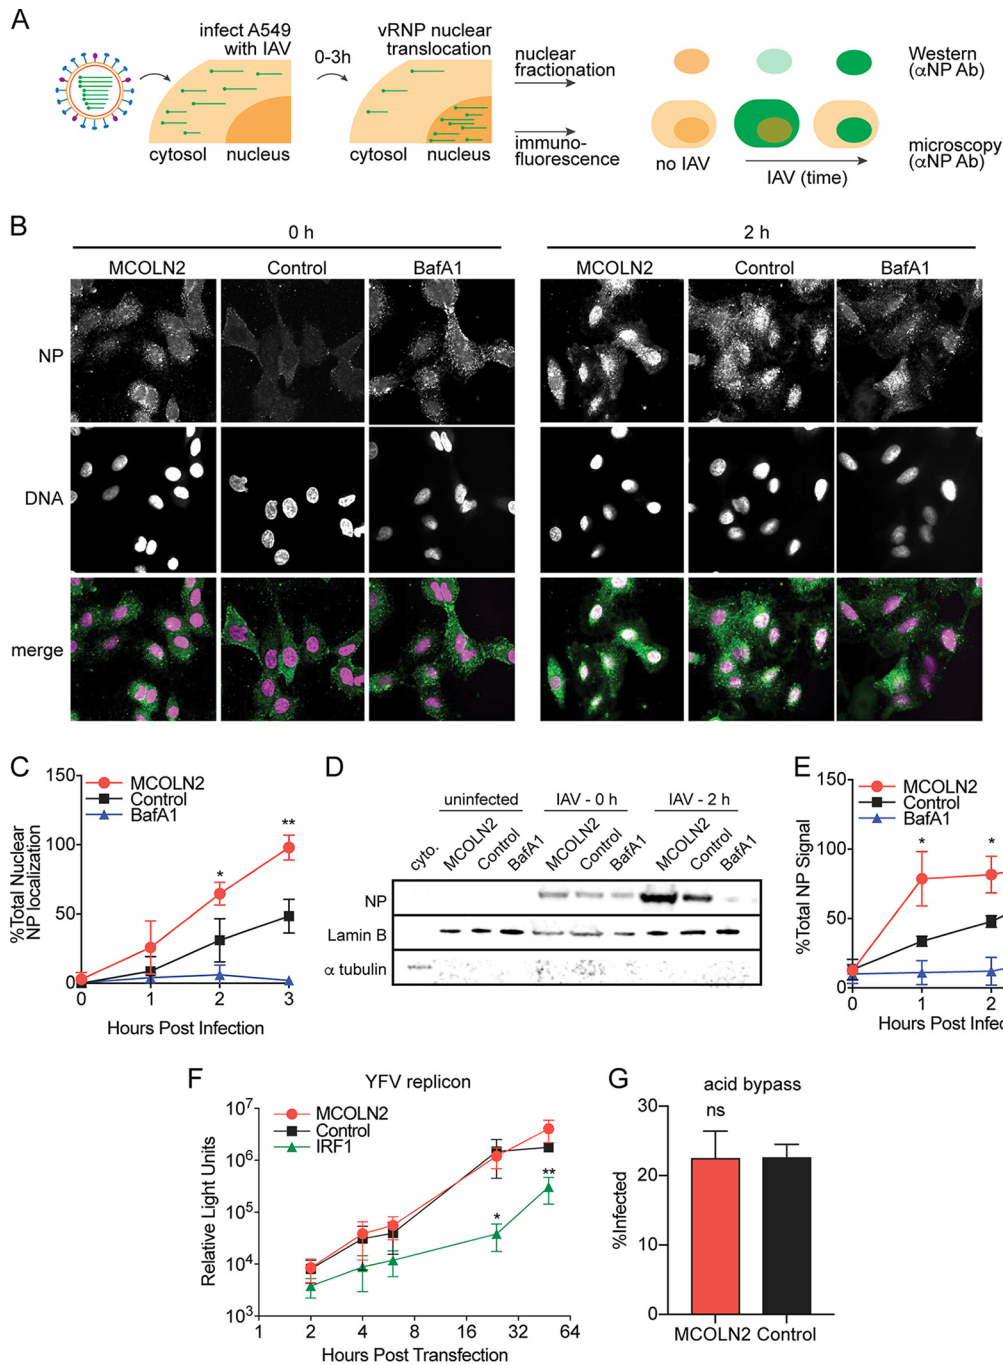 A
infect A549
with IAV
0-3h
vRNP nuclear
translocation
nuclear
fractionation
immuno-
fluorescence
cytosol
nucleus
cytosol
nucleus
no IAV
IAV (time)
Western
(αNP Ab)
microscopy
(αNP Ab)
B
0 h
2 h
MCOLN2
Control
BafA1
MCOLN2
Control
BafA1
NP
DNA
merge
C
150
100
50
0
%Total Nuclear
NP localization
MCOLN2
Control
BafA1
*
**
0
1
2
3
Hours Post Infection
D
uninfected
IAV - 0 h
IAV - 2 h
cyto.
MCOLN2
Control
BafA1
MCOLN2
Control
BafA1
MCOLN2
Control
BafA1
NP
Lamin B
α tubulin
E
150
100
50
0
%Total NP Signal
MCOLN2
Control
BafA1
*
*
0
1
2
Hours Post Infec
F
YFV replicon
10⁷
10⁶
10⁵
10⁴
10³
Relative Light Units
MCOLN2
Control
IRF1
*
**
1
2
4
8
16
32
64
Hours Post Transfection
G
acid bypass
30
20
10
0
%Infected
ns
MCOLN2
Control